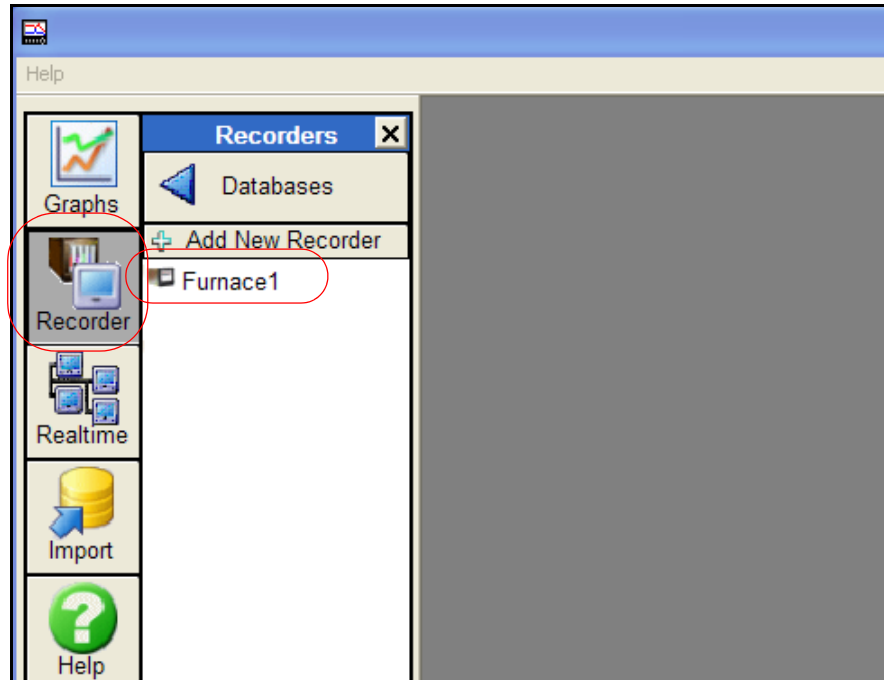 Help
Graphs
Recorder
Realtime
Import
Help
Recorders
Databases
Add New Recorder
Furnace1